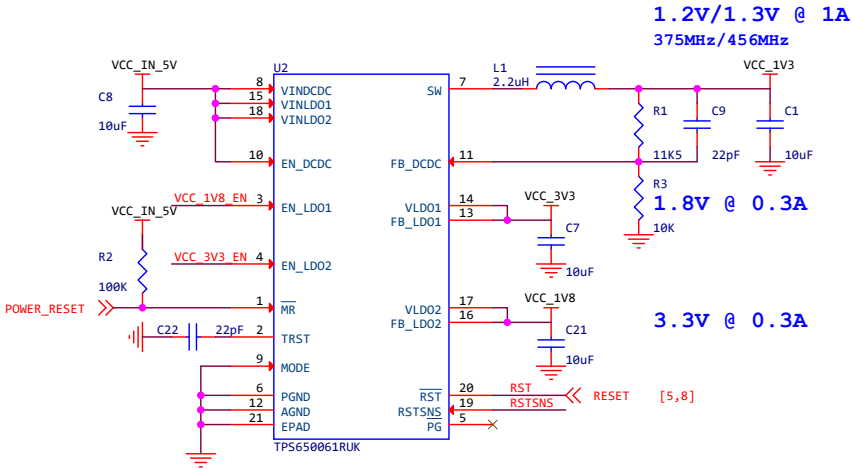 1.2V/1.3V @ 1A
375MHz/456MHz
VCC_IN_5V
U2
L1
VCC_1V3
8
VINDCDC
SW
7
2.2uH
C8
15
VINLDO1
18
VINLDO2
R1
C9
C1
10uF
10
EN_DCDC
FB_DCDC
11
11K5
22pF
10uF
R3
VCC_1V8_EN
3
EN_LDO1
VLDO1
14
VCC_3V3
1.8V @ 0.3A
VCC_IN_5V
FB_LDO1
13
C7
10K
R2
VCC_3V3_EN
4
EN_LDO2
10uF
100K
POWER_RESET
1
MR
VLDO2
17
VCC_1V8
C22
22pF
2
TRST
FB_LDO2
16
C21
3.3V @ 0.3A
9
MODE
10uF
6
PGND
RST
20
RST
RESET
[5,8]
12
AGND
RSTSNS
19
RSTSNS
21
EPAD
PG
5
TPS650061RUK